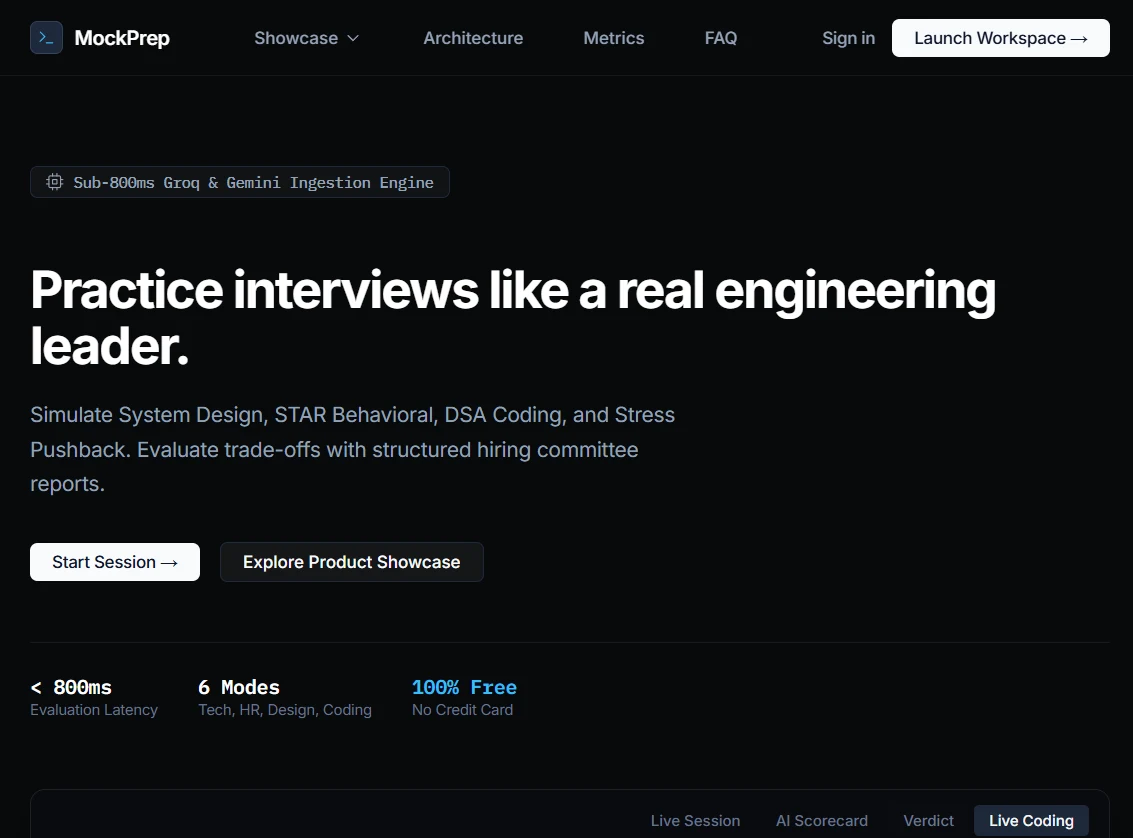 >_ MockPrep
Showcase
Architecture
Metrics
FAQ
Sign in
Launch Workspace →
Sub-800ms Groq & Gemini Ingestion Engine
Practice interviews like a real engineering
leader.
Simulate System Design, STAR Behavioral, DSA Coding, and Stress
Pushback. Evaluate trade-offs with structured hiring committee
reports.
Start Session →
Explore Product Showcase
< 800ms
Evaluation Latency
6 Modes
Tech, HR, Design, Coding
100% Free
No Credit Card
Live Session
AI Scorecard
Verdict
Live Coding